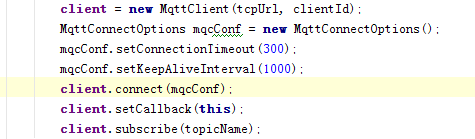 client = new MqttClient(tcpUrl, clientId);
MqttConnectOptions mqcConf = new MqttConnectOptions();
mqcConf.setConnectionTimeout(300);
mqcConf.setKeepAliveInterval(1000);
client.connect(mqcConf);
client.setCallback(this);
client.subscribe(topicName);